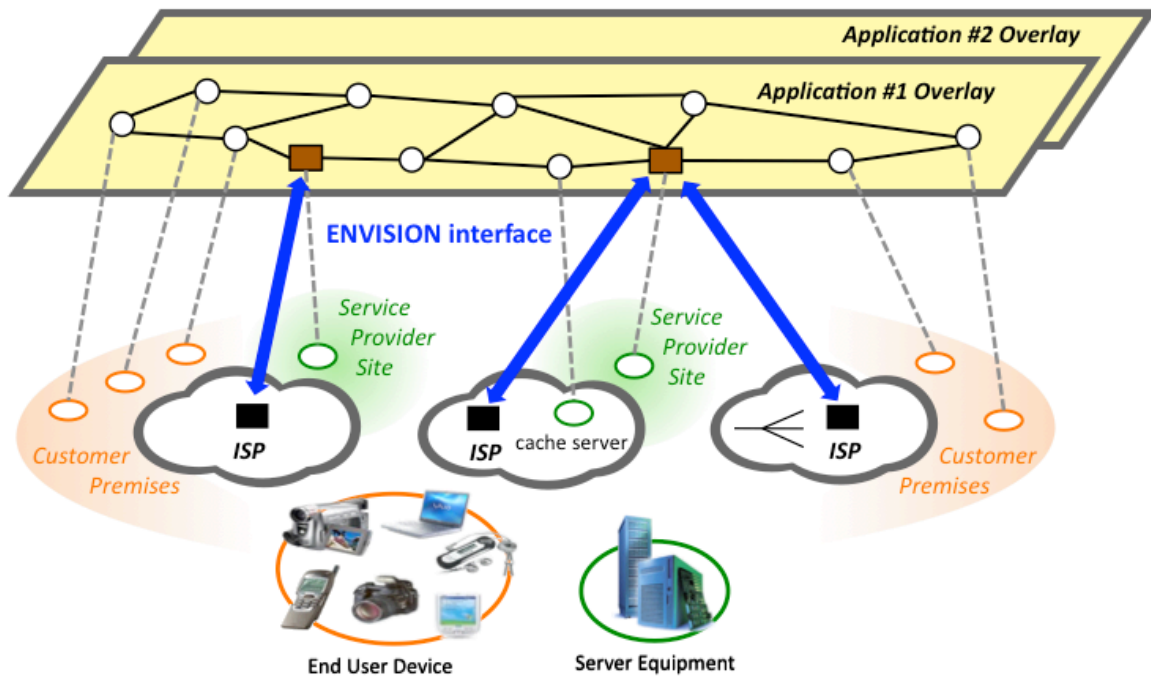 Application #2 Overlay
Application #1 Overlay
ENVISION interface
Service
Provider
Site
Service
Provider
Site
ISP
ISP
cache server
ISP
Customer
Premises
Customer
Premises
End User Device
Server Equipment